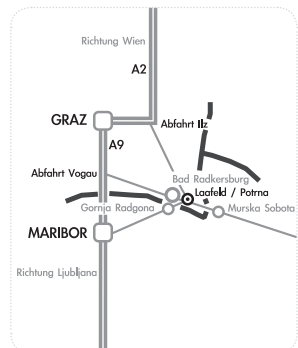 Richtung Wien
A2
GRAZ
Abfahrt Ilz
A9
Abfahrt Vogau
Bad Radkersburg
Laafeld / Potrna
Gornja Radgona
Murska Sobota
MARIBOR
Richtung Ljubljana